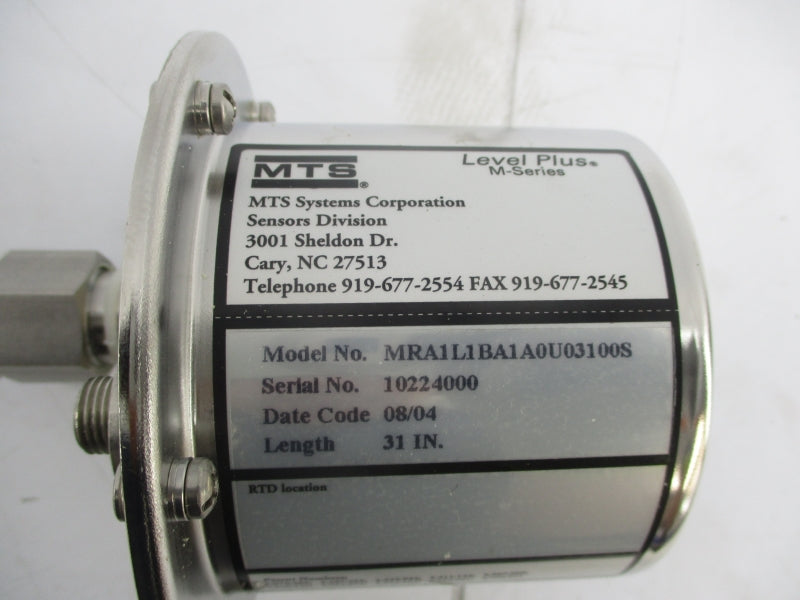 MTS®
Level Plus®
M-Series
MTS Systems Corporation
Sensors Division
3001 Sheldon Dr.
Cary, NC 27513
Telephone 919-677-2554 FAX 919-677-2545
Model No. MRA1L1BA1A0U03100S
Serial No. 10224000
Date Code 08/04
Length 31 IN.
RTD location
Patent Numbers: